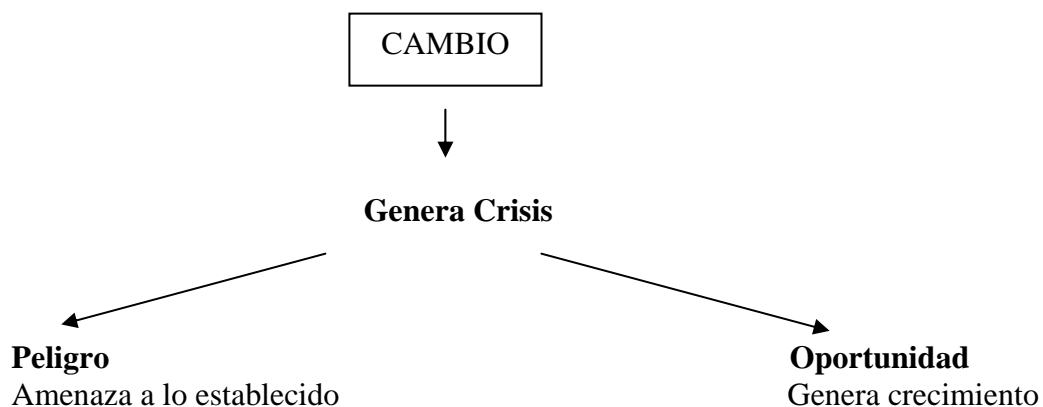 CAMBIO
Genera Crisis
Peligro
Amenaza a lo establecido
Oportunidad
Genera crecimiento